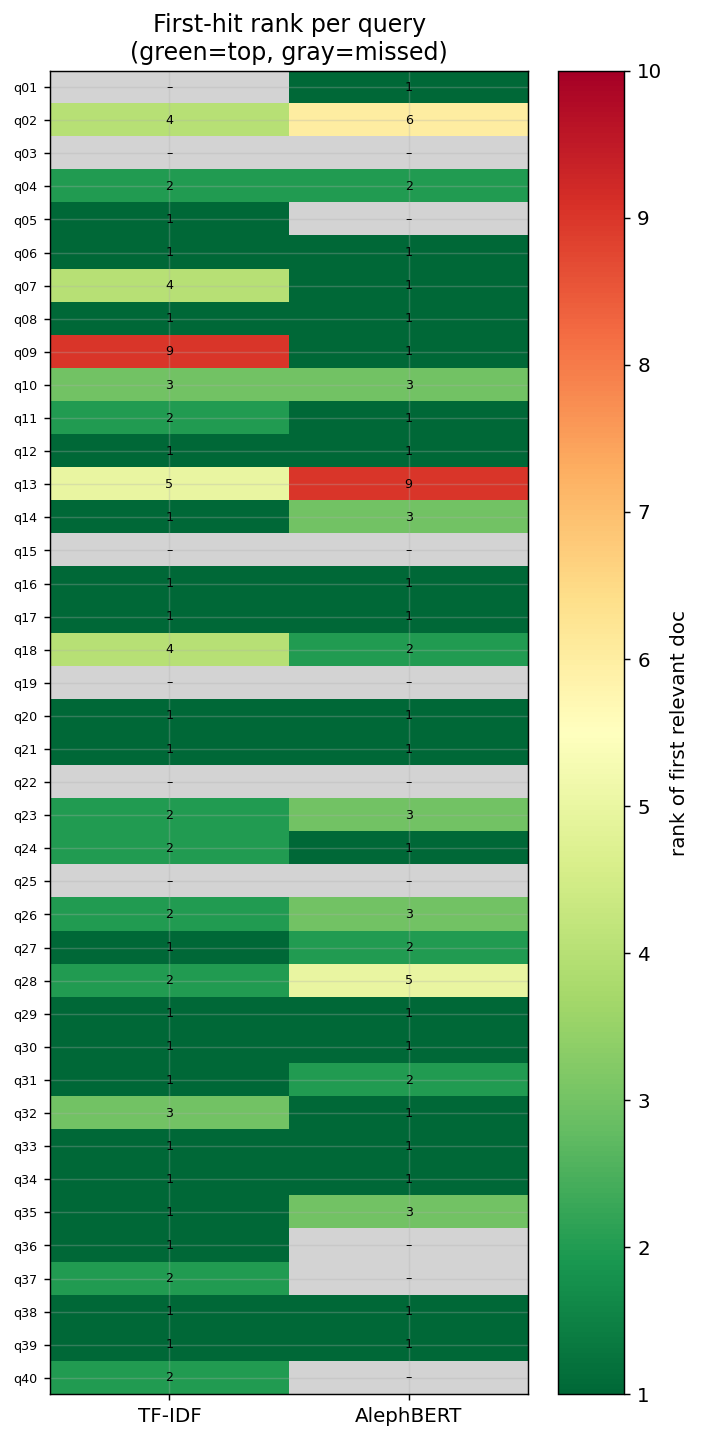 First-hit rank per query
(green=top, gray=missed)
q01 – 1
q02 4 6
q03 – –
q04 2 2
q05 1 –
q06 1 1
q07 4 1
q08 1 1
q09 9 1
q10 3 3
q11 2 1
q12 1 1
q13 5 9
q14 1 3
q15 – –
q16 1 1
q17 1 1
q18 4 2
q19 – –
q20 1 1
q21 1 1
q22 – –
q23 2 3
q24 2 1
q25 – –
q26 2 3
q27 1 2
q28 2 5
q29 1 1
q30 1 1
q31 1 2
q32 3 1
q33 1 1
q34 1 1
q35 1 3
q36 1 –
q37 2 –
q38 1 1
q39 1 1
q40 2 –
TF-IDF AlephBERT
10
9
8
7
6
5
4
3
2
1
rank of first relevant doc